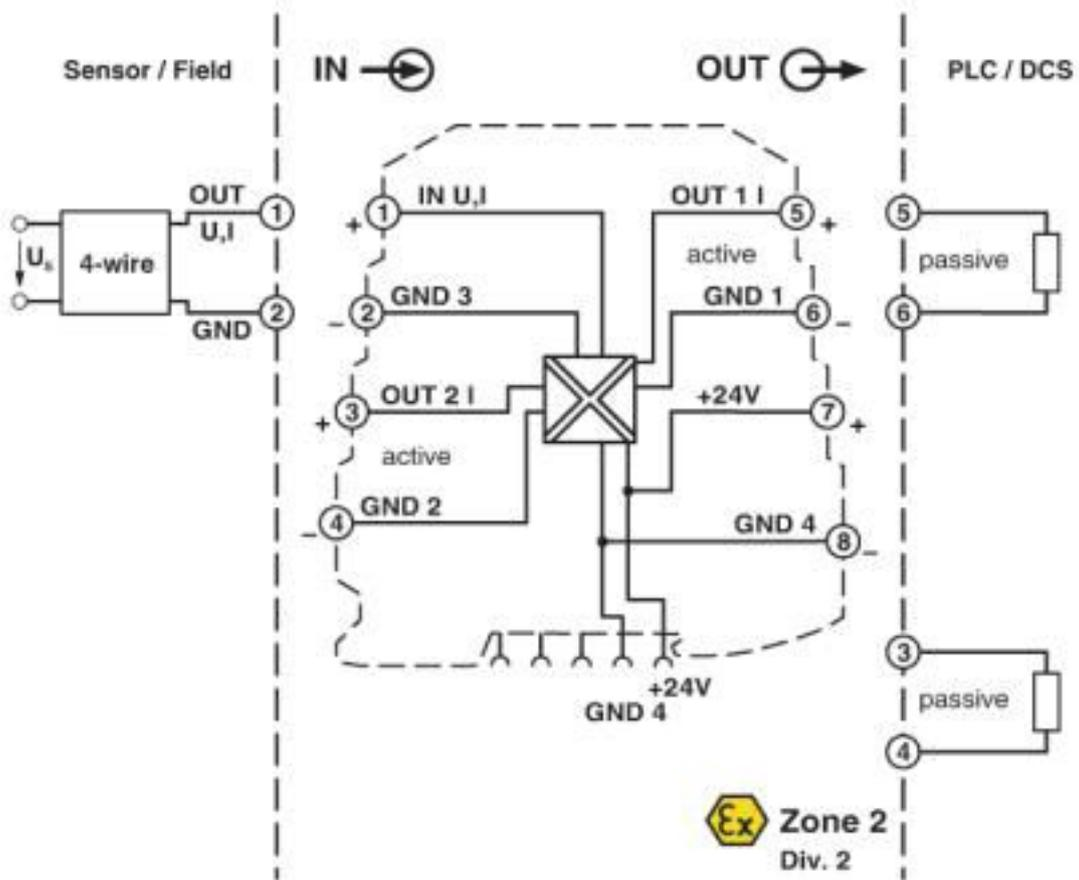 Sensor / Field
IN
OUT
PLC / DCS
OUT
U,I
1
Us
4-wire
2
GND
+
1
IN U,I
OUT 1 I
5
+
active
−
2
GND 3
GND 1
6
−
+
3
OUT 2 I
active
+24V
7
+
−
4
GND 2
GND 4
8
−
+24V
GND 4
5
passive
6
3
passive
4
Ex
Zone 2
Div. 2